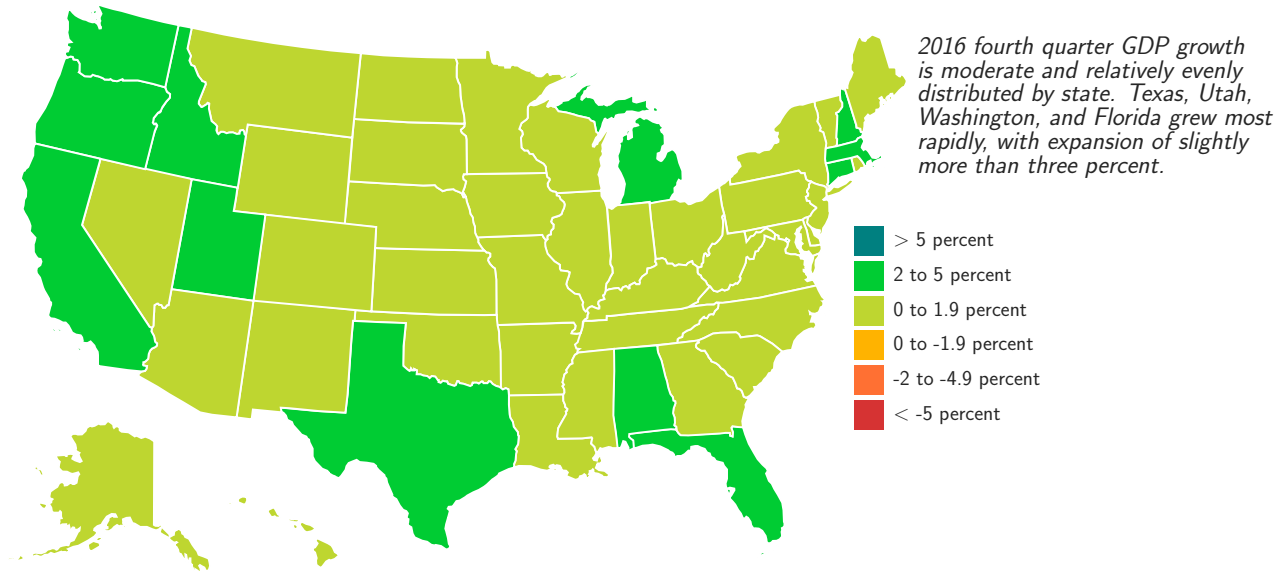 2016 fourth quarter GDP growth
is moderate and relatively evenly
distributed by state. Texas, Utah,
Washington, and Florida grew most
rapidly, with expansion of slightly
more than three percent.
> 5 percent
2 to 5 percent
0 to 1.9 percent
0 to -1.9 percent
-2 to -4.9 percent
< -5 percent